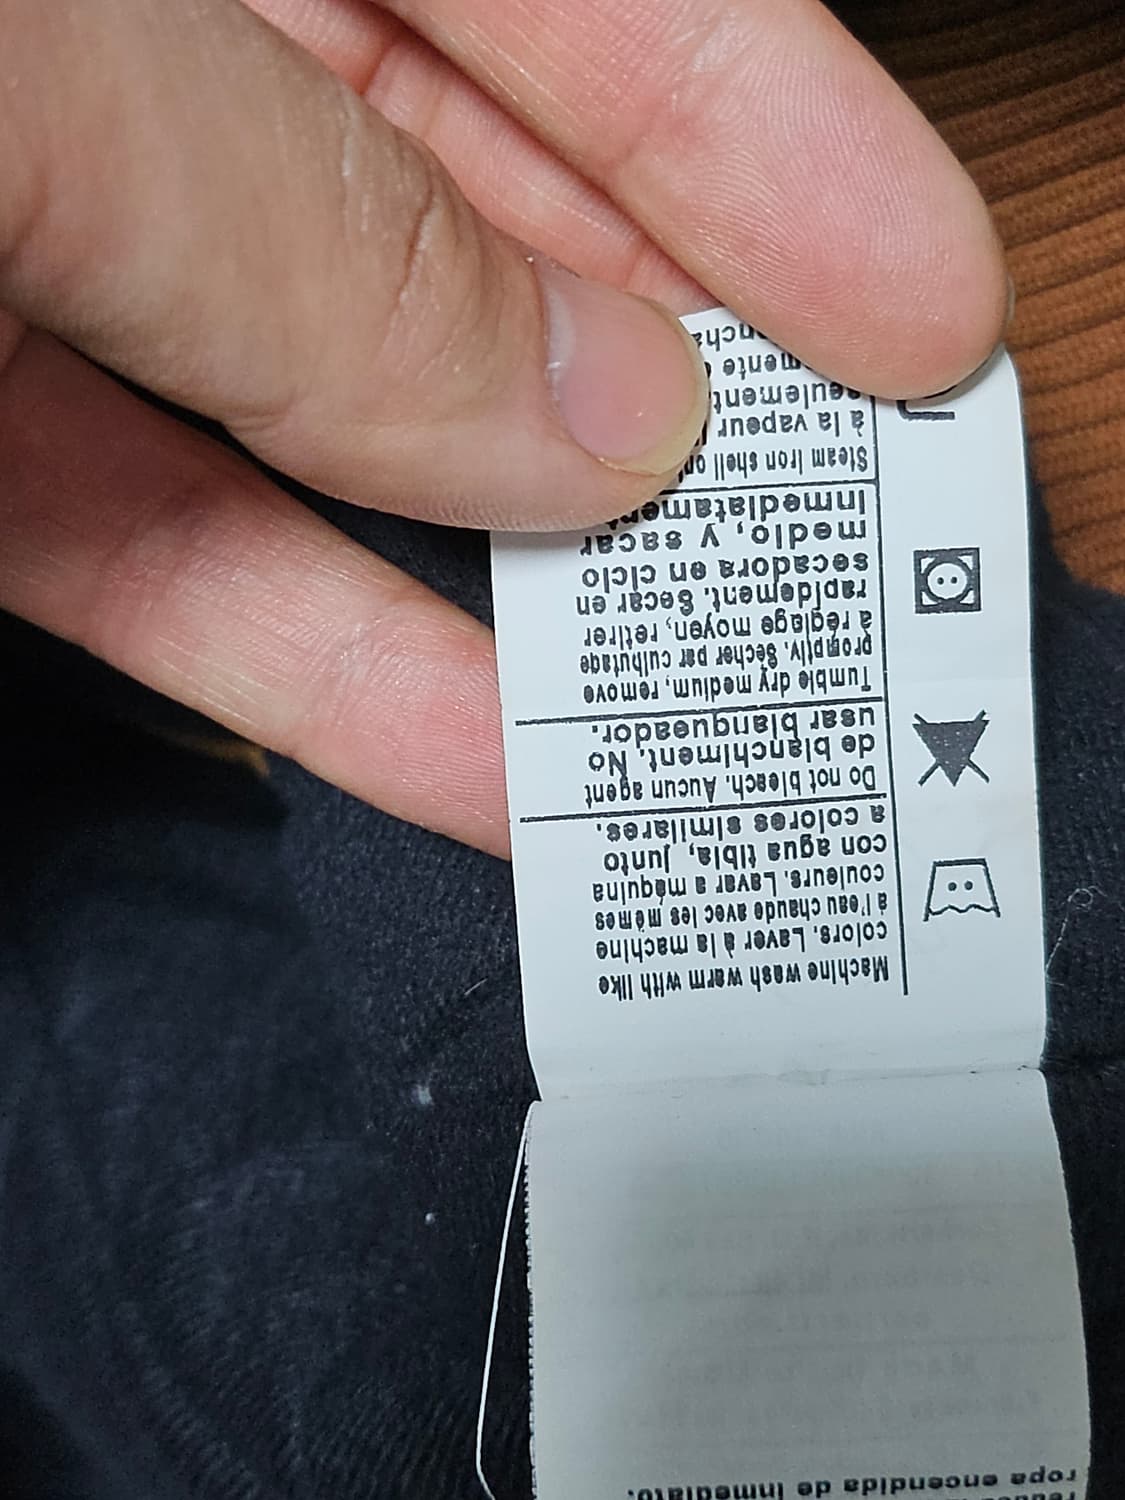 Machine wash warm with like
colors. Laver à la machine
à l'eau chaude avec les mêmes
couleurs. Lavar a máquina
con agua tibia, junto
a colores similares.
Do not bleach. Aucun agent
de blanchiment. No
usar blanqueador.
Tumble dry medium, remove
promptly. Sécher par culbutage
à réglage moyen, retirer
rapidement. Secar en
secadora en ciclo
medio, y sacar
Steam Iron shell
à la vapeur
ropa encendida de inmediato.